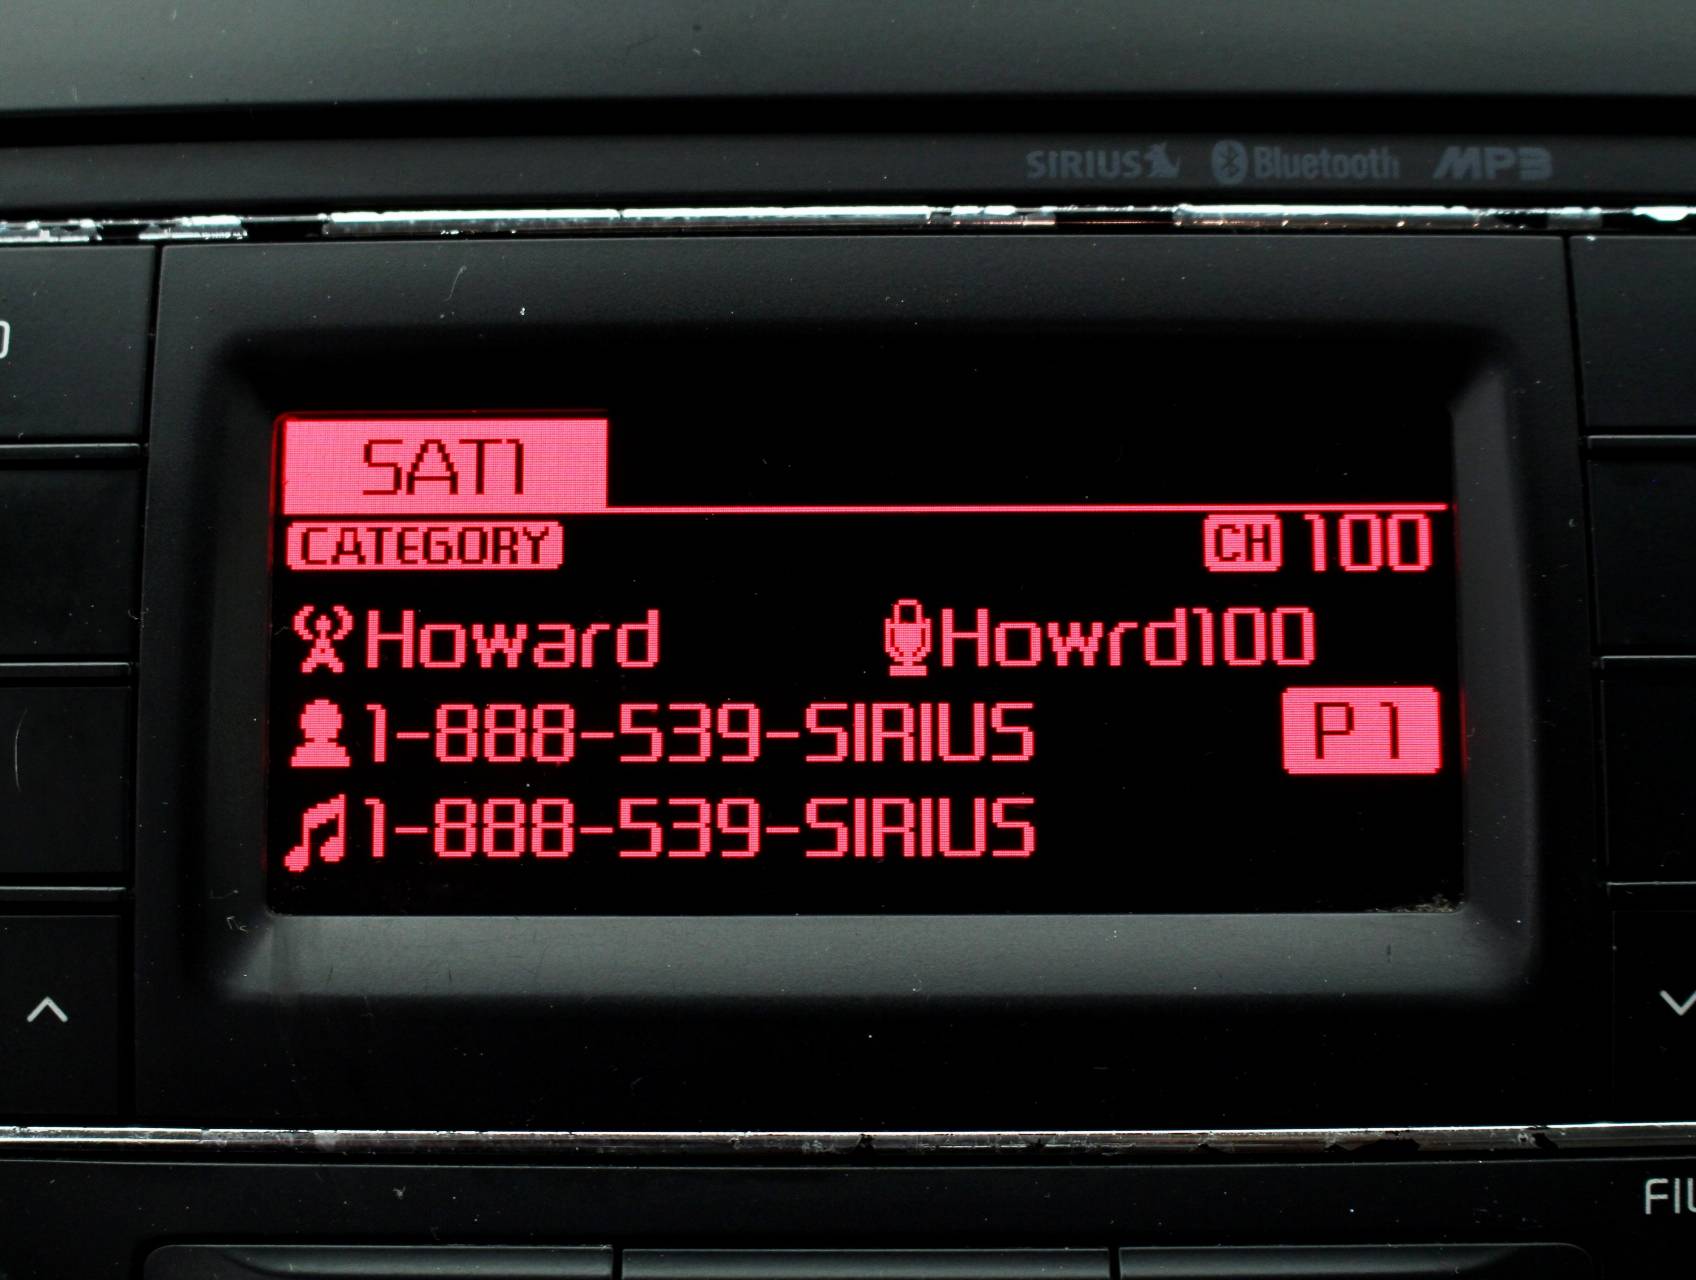 SIRIUS Bluetooth MP3
SAT1
CATEGORY CH 100
Howard Howrd100
1-888-539-SIRIUS P1
1-888-539-SIRIUS